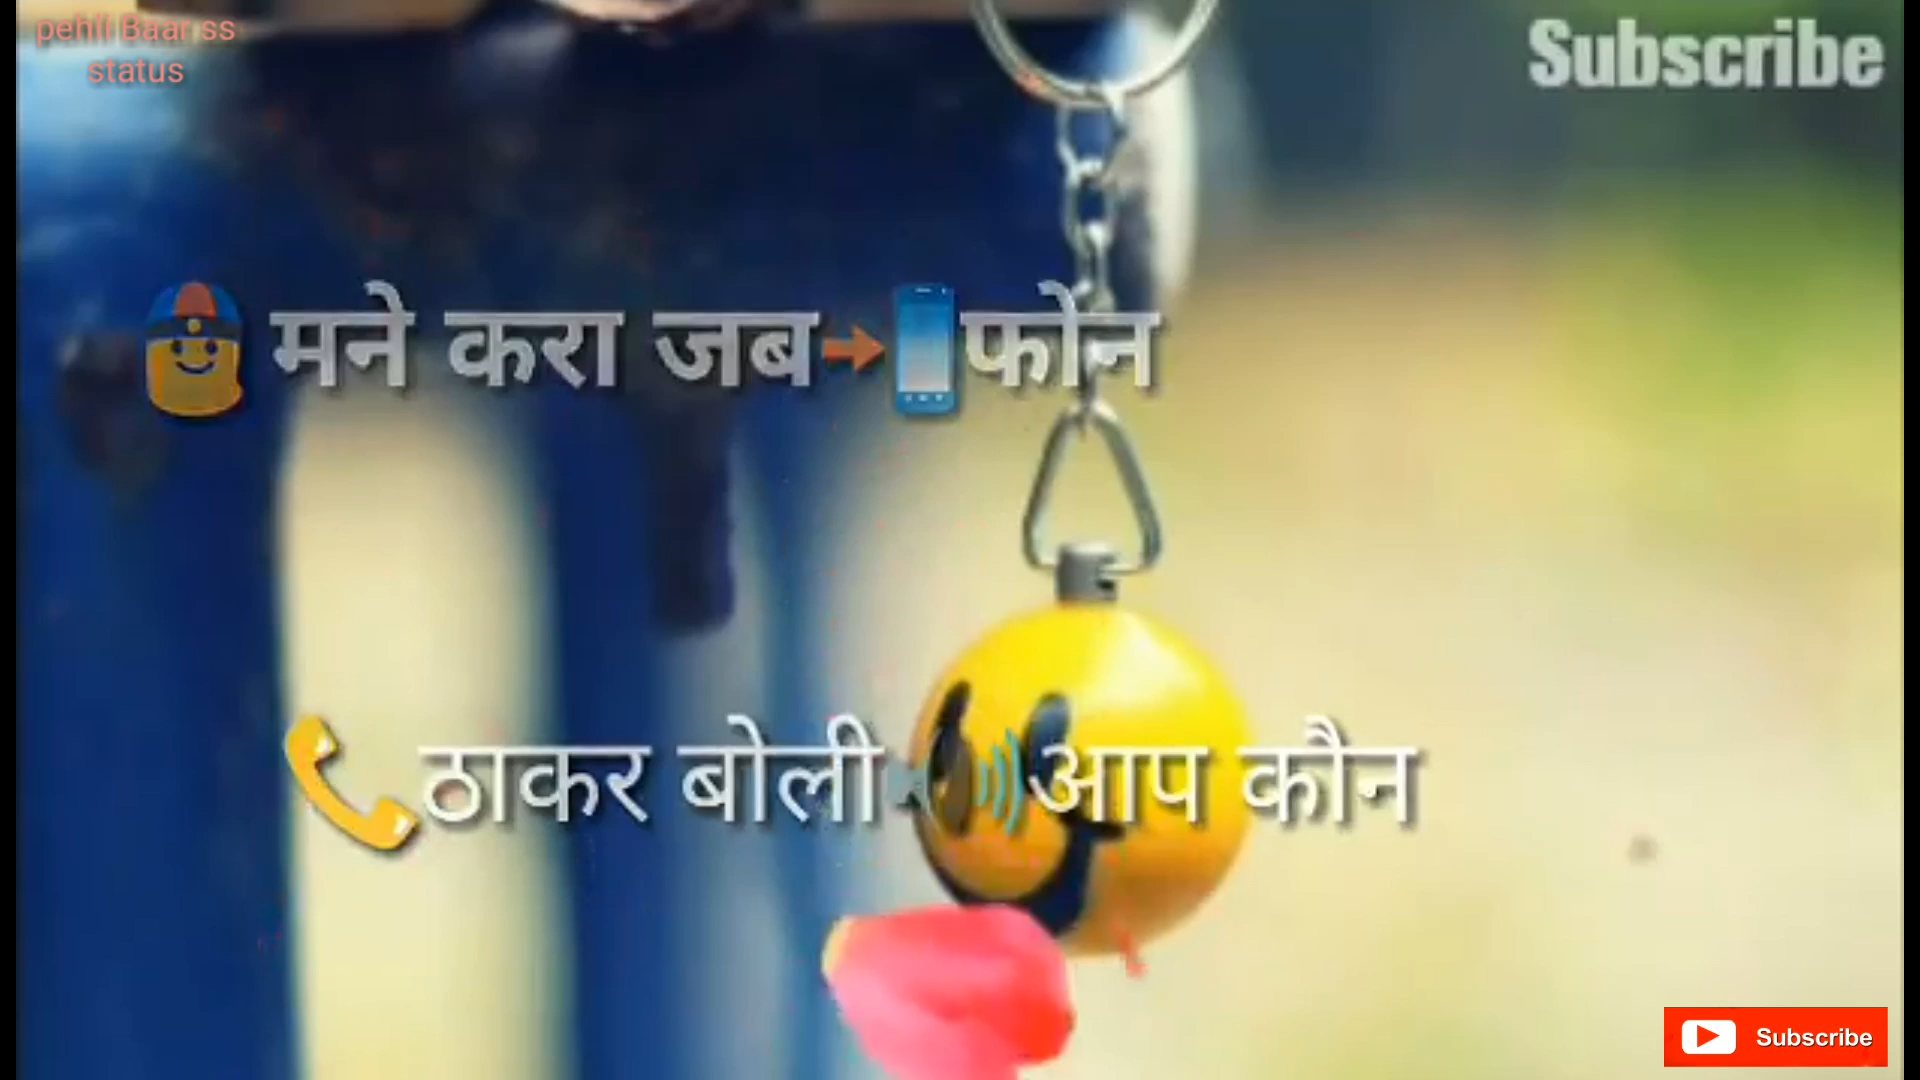 pehli Baar ss
status
Subscribe
मने करा जब फोन
ठाकर बोली आप कौन
Subscribe